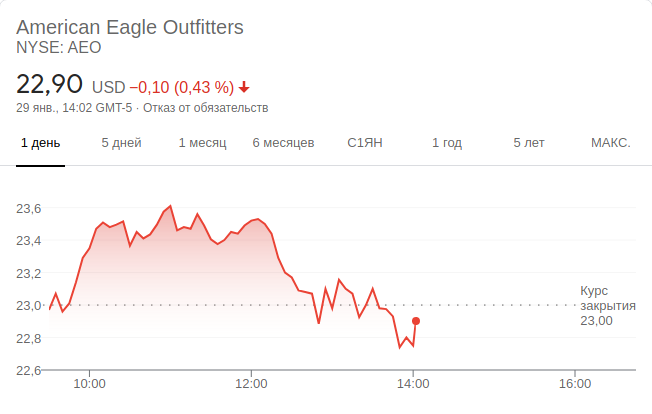 American Eagle Outfitters
NYSE: AEO
22,90 USD −0,10 (0,43 %)
29 янв., 14:02 GMT-5 · Отказ от обязательств
1 день 5 дней 1 месяц 6 месяцев С1ЯН 1 год 5 лет МАКС.
23,6
23,4
23,2
23,0
22,8
22,6
Курс
закрытия
23,00
10:00 12:00 14:00 16:00